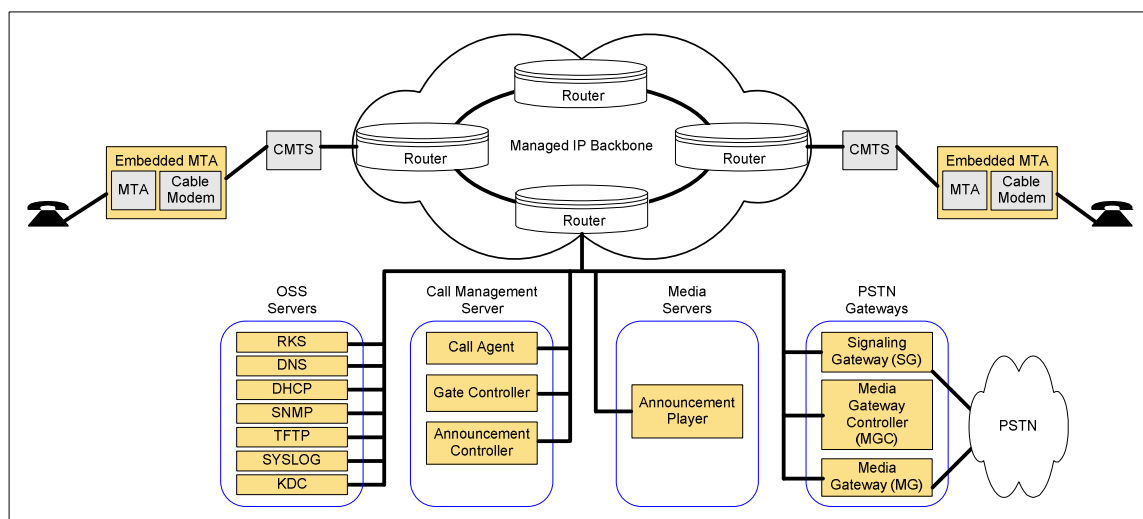 Router
Managed IP Backbone
Router
Router
Router
CMTS
Embedded MTA
MTA
Cable
Modem
CMTS
Embedded MTA
MTA
Cable
Modem
OSS
Servers
RKS
DNS
DHCP
SNMP
TFTP
SYSLOG
KDC
Call Management
Server
Call Agent
Gate Controller
Announcement
Controller
Media
Servers
Announcement
Player
PSTN
Gateways
Signaling
Gateway (SG)
Media
Gateway
Controller
(MGC)
Media
Gateway (MG)
PSTN